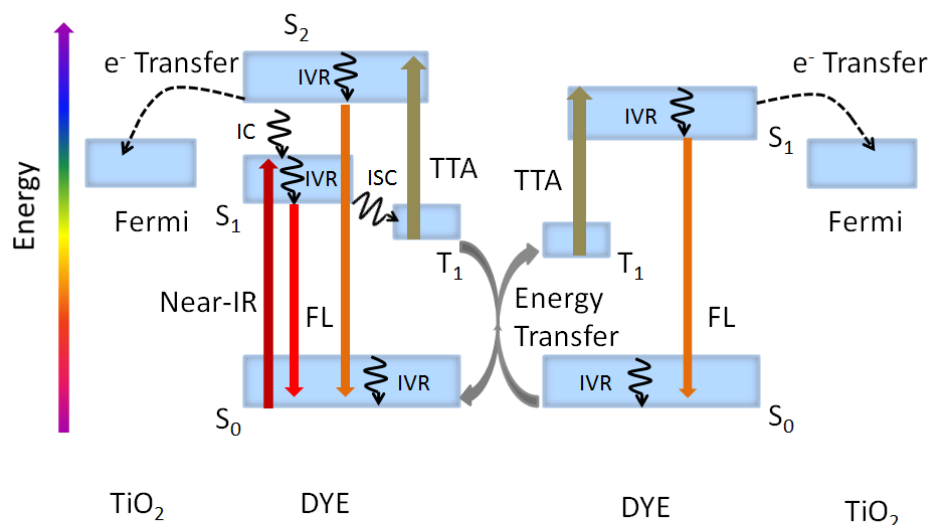 S2
e- Transfer
IVR
e- Transfer
IC
IVR
S1
IVR
ISC
TTA
TTA
Fermi
S1
T1
T1
Fermi
Energy
Near-IR
FL
Energy
Transfer
FL
IVR
IVR
S0
S0
TiO2
DYE
DYE
TiO2